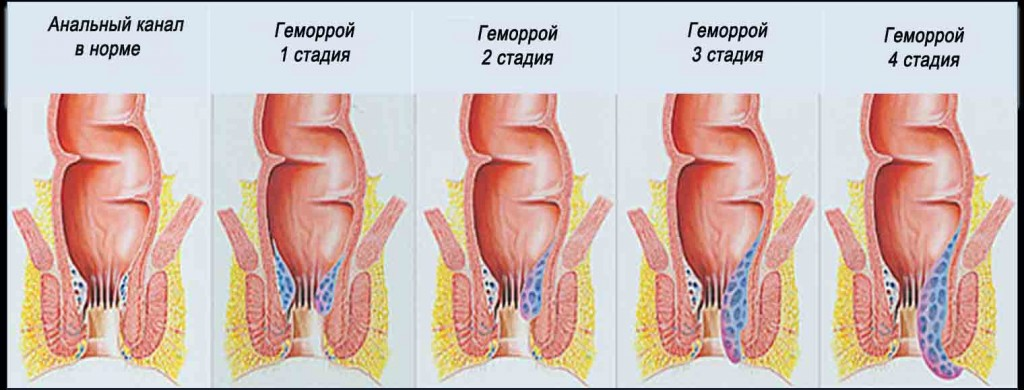 Анальный канал
в норме
Геморрой
1 стадия
Геморрой
2 стадия
Геморрой
3 стадия
Геморрой
4 стадия